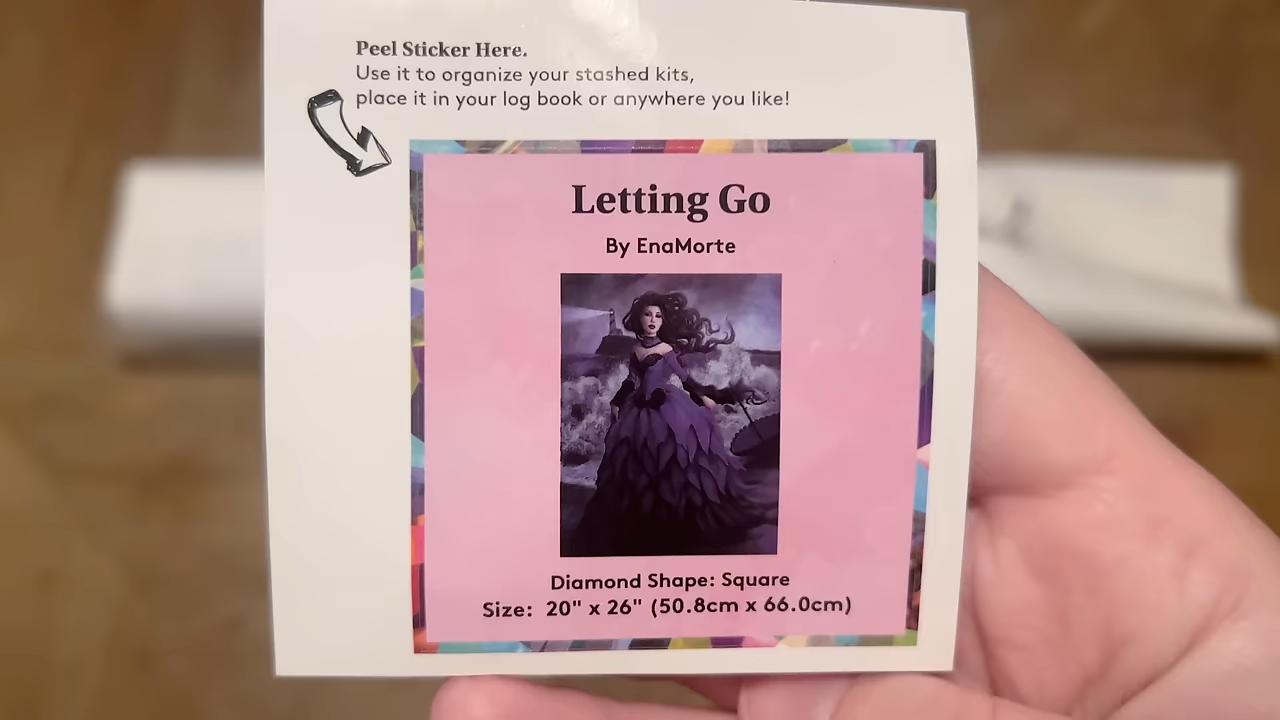 Peel Sticker Here.
Use it to organize your stashed kits,
place it in your log book or anywhere you like!
Letting Go
By EnaMorte
Diamond Shape: Square
Size: 20" x 26" (50.8cm x 66.0cm)